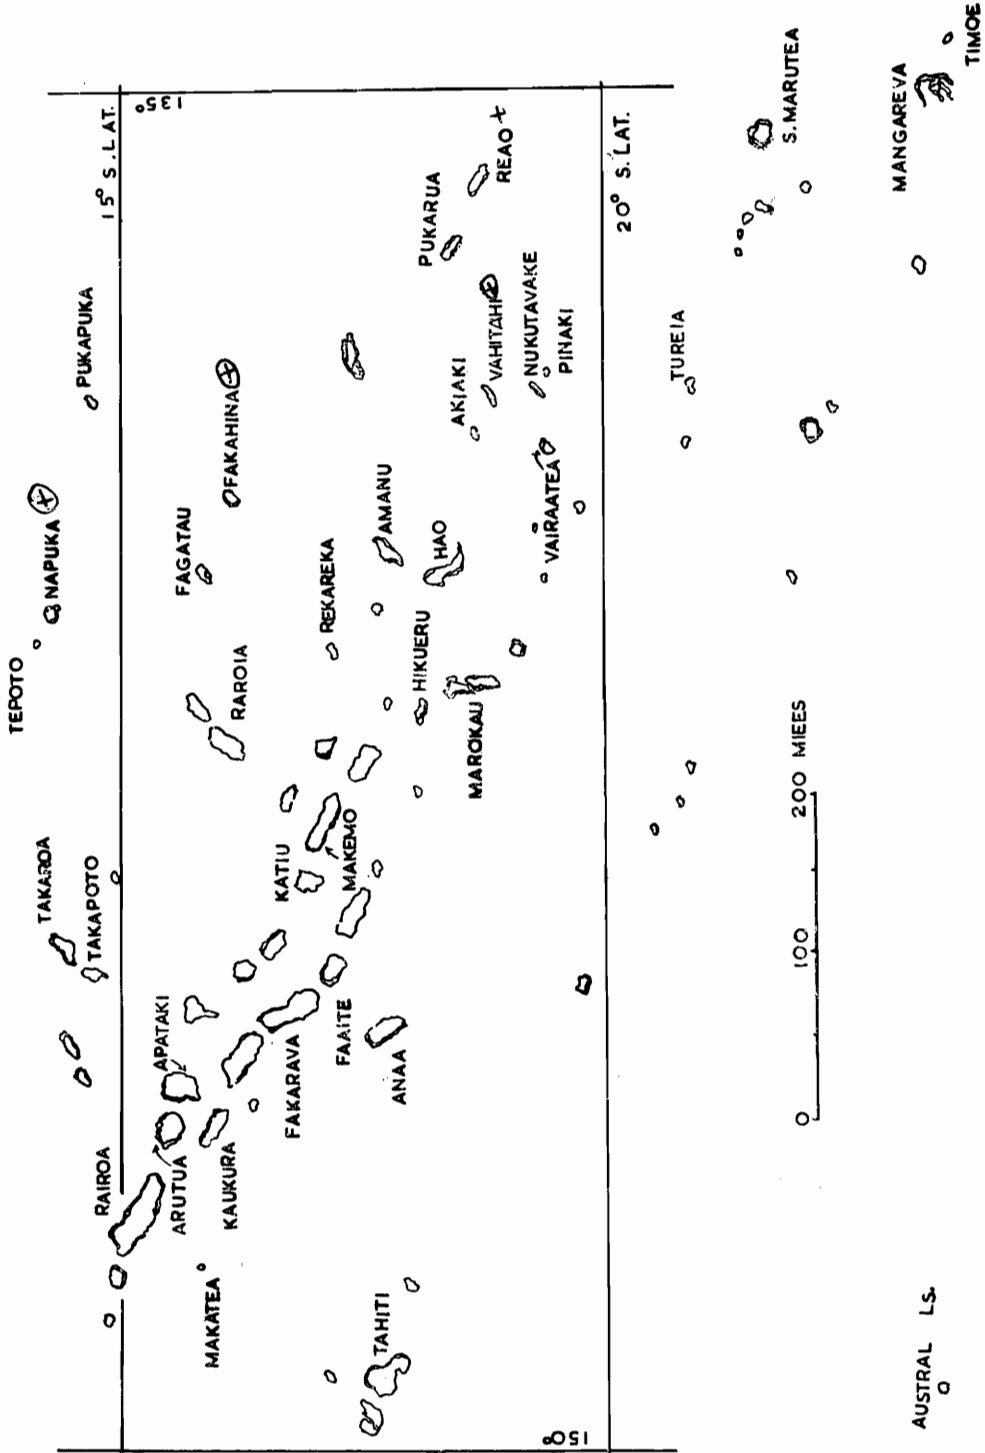 TEPOTO
NAPUKA
PUKAPUKA
TAKAROA
TAKAPOTO
15° S. LAT.
135°
RAIROA
ARUTUA
APATAKI
KAUKURA
MAKATEA
FAKARAVA
FAAITE
ANAA
KATIU
MAKEMO
RAROIA
FAGATAU
FAKAHINA
REKAREKA
HIKUERU
MAROKAU
AMANU
HAO
AKIAKI
VAHITAHI
NUKUTAVAKE
PINAKI
VAIRAATEA
PUKARUA
REAO
TAHITI
150°
20° S. LAT.
TUREIA
S. MARUTEA
MANGAREVA
TIMOE
0 100 200 MIEES
AUSTRAL LS.